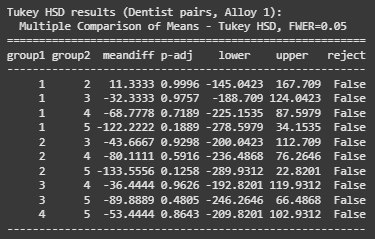 Tukey HSD results (Dentist pairs, Alloy 1):
  Multiple Comparison of Means - Tukey HSD, FWER=0.05
=======================================================
group1 group2  meandiff  p-adj    lower     upper   reject
-------------------------------------------------------
     1      2   11.3333 0.9996 -145.0423  167.709  False
     1      3  -32.3333 0.9757  -188.709 124.0423  False
     1      4  -68.7778 0.7189 -225.1535  87.5979  False
     1      5 -122.2222 0.1889 -278.5979  34.1535  False
     2      3  -43.6667 0.9298 -200.0423  112.709  False
     2      4  -80.1111 0.5916 -236.4868  76.2646  False
     2      5 -133.5556 0.1258 -289.9312  22.8201  False
     3      4  -36.4444 0.9626 -192.8201 119.9312  False
     3      5  -89.8889 0.4805 -246.2646  66.4868  False
     4      5  -53.4444 0.8643 -209.8201 102.9312  False
-------------------------------------------------------